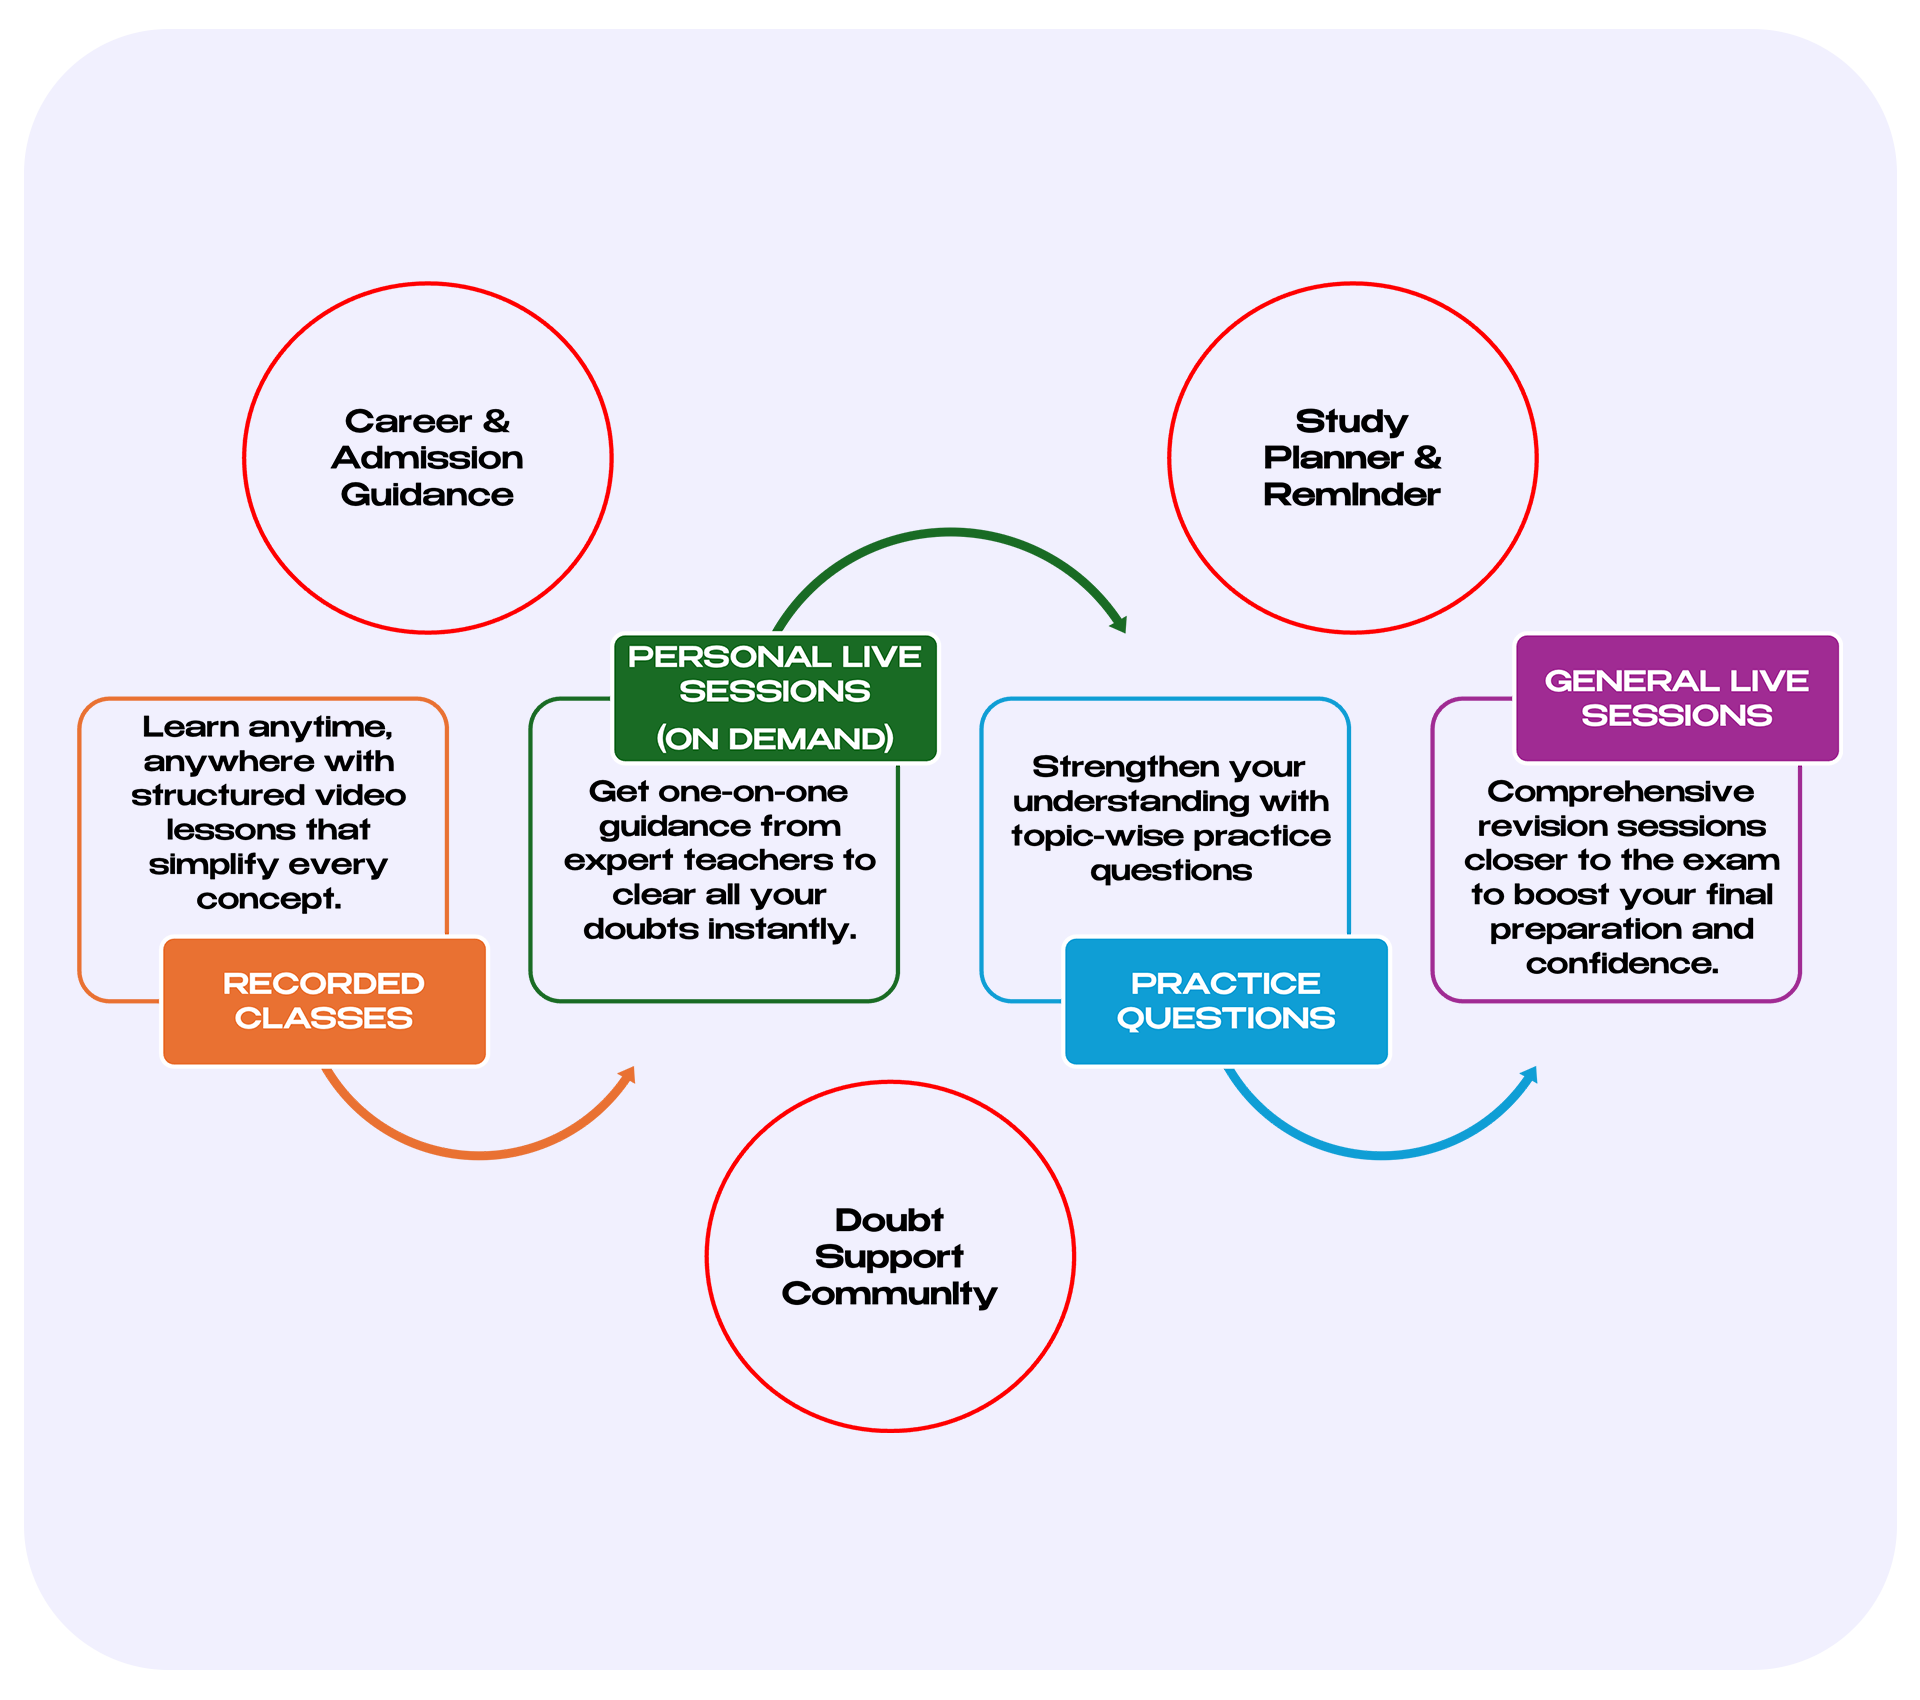 Career &
Admission
Guidance
Study
Planner &
RemInder
Learn anytime,
anywhere with
structured video
lessons that
simplify every
concept.
RECORDED
CLASSES
PERSONAL LIVE
SESSIONS
(ON DEMAND)
Get one-on-one
guidance from
expert teachers to
clear all your
doubts instantly.
Strengthen your
understanding with
topic-wise practice
questions
PRACTICE
QUESTIONS
GENERAL LIVE
SESSIONS
Comprehensive
revision sessions
closer to the exam
to boost your final
preparation and
confidence.
Doubt
Support
CommunIty